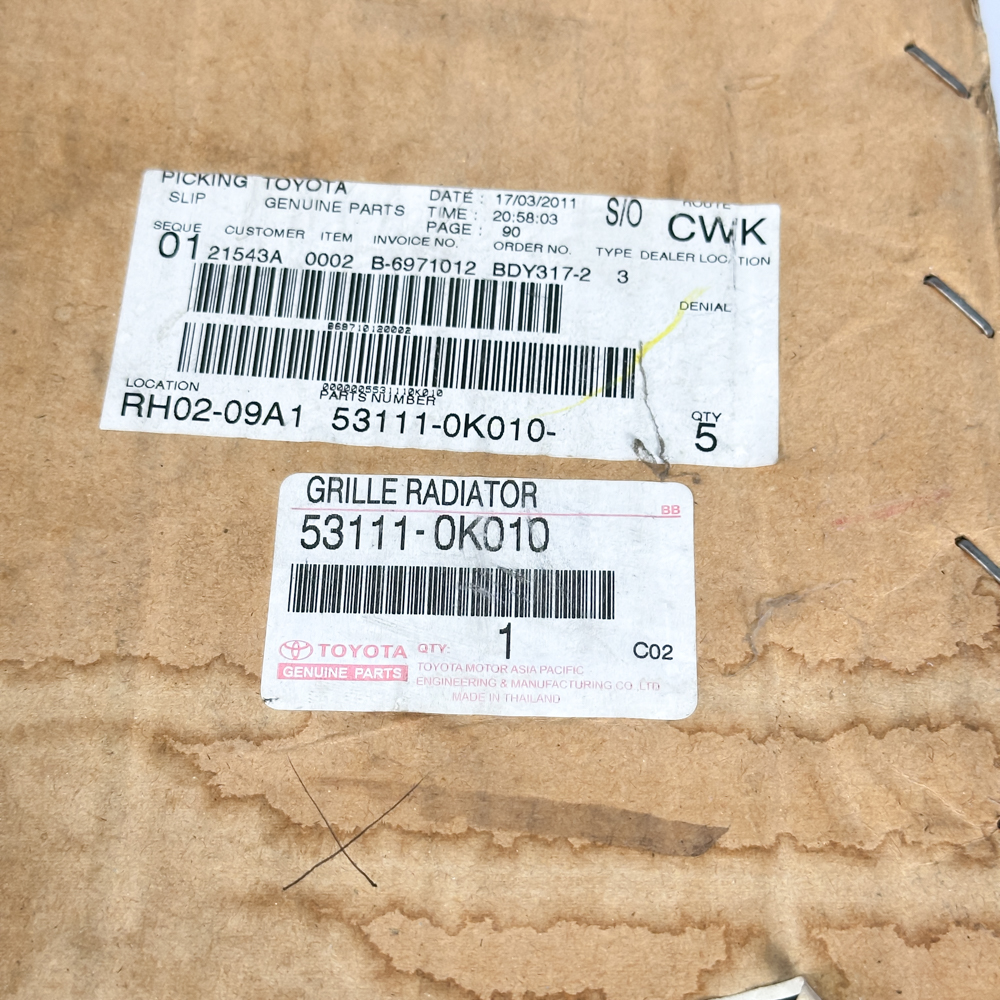 PICKING TOYOTA DATE : 17/03/2011 S/O ROUTE
SLIP GENUINE PARTS TIME : 20:58:03 CWK
PAGE : 90
SEQUE CUSTOMER ITEM INVOICE NO. ORDER NO. TYPE DEALER LOCATION
01 21543A 0002 B-6971012 BDY317-2 3
DENIAL
0000005531110K010
LOCATION PARTS NUMBER QTY
RH02-09A1 53111-0K010- 5
GRILLE RADIATOR
BB
53111-0K010
1
TOYOTA QTY: C02
GENUINE PARTS
TOYOTA MOTOR ASIA PACIFIC
ENGINEERING & MANUFACTURING CO.,LTD
MADE IN THAILAND